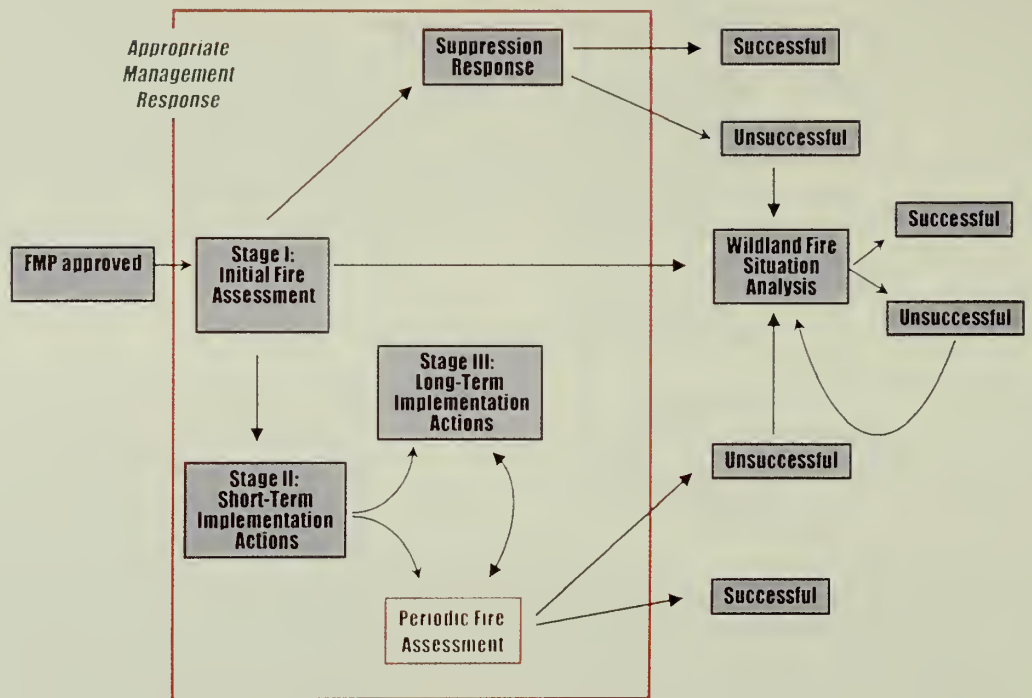 Appropriate
Management
Response
Suppression
Response
Successful
Unsuccessful
FMP approved
Stage I:
Initial Fire
Assessment
Wildland Fire
Situation
Analysis
Successful
Unsuccessful
Stage III:
Long-Term
Implementation
Actions
Stage II:
Short-Term
Implementation
Actions
Unsuccessful
Periodic Fire
Assessment
Successful